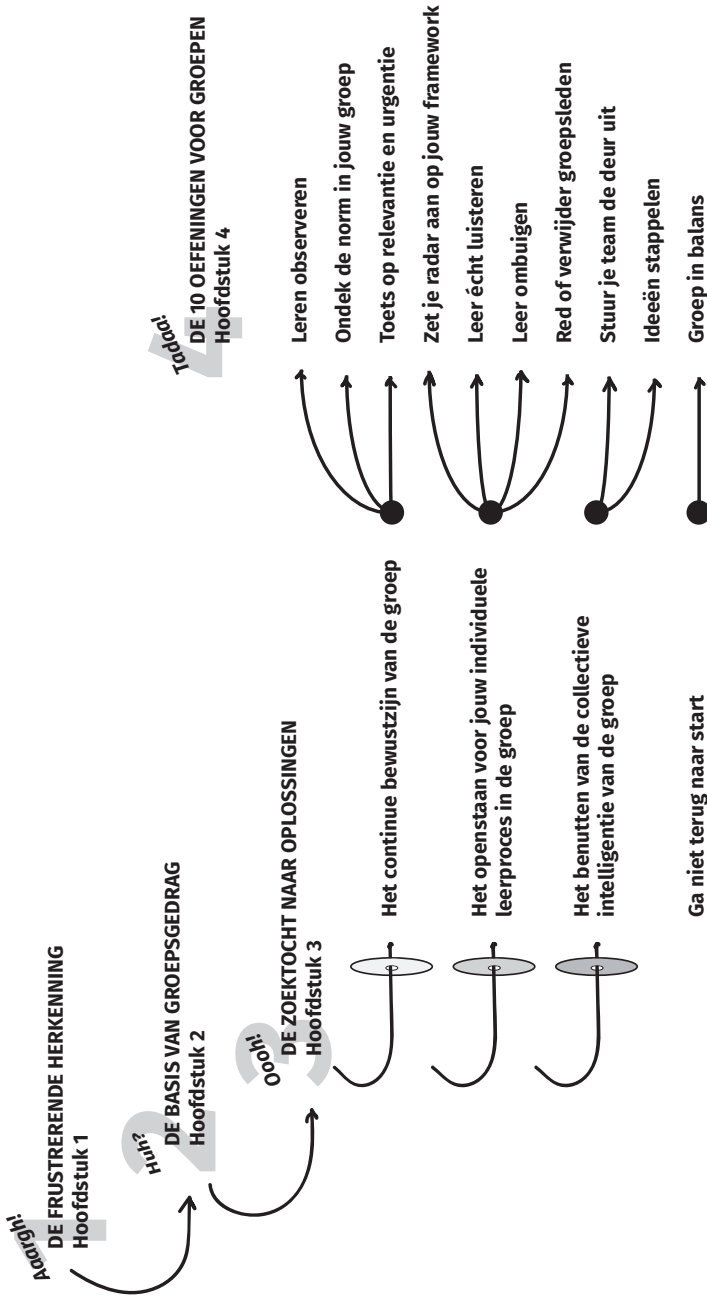 Aaargh!
1
DE FRUSTRERENDE HERKENNING
Hoofdstuk 1
Huh?
2
DE BASIS VAN GROEPSGEDRAG
Hoofdstuk 2
Oooh!
3
DE ZOEKTOCHT NAAR OPLOSSINGEN
Hoofdstuk 3
Het continue bewustzijn van de groep
Het openstaan voor jouw individuele
leerproces in de groep
Het benutten van de collectieve
intelligentie van de groep
Ga niet terug naar start
Tadaa!
4
DE 10 OEFENINGEN VOOR GROEPEN
Hoofdstuk 4
Leren observeren
Ondek de norm in jouw groep
Toets op relevantie en urgentie
Zet je radar aan op jouw framework
Leer écht luisteren
Leer ombuigen
Red of verwijder groepsleden
Stuur je team de deur uit
Ideeën stappelen
Groep in balans